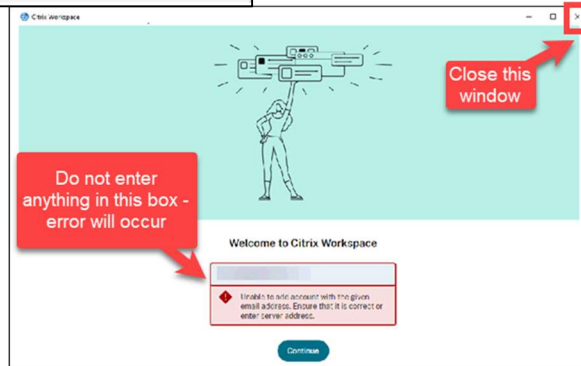 Citrix Workspace
Close this
window
Do not enter
anything in this box -
error will occur
Welcome to Citrix Workspace
Unable to add account with the given
email address. Ensure that it is correct or
enter server address.
Continue